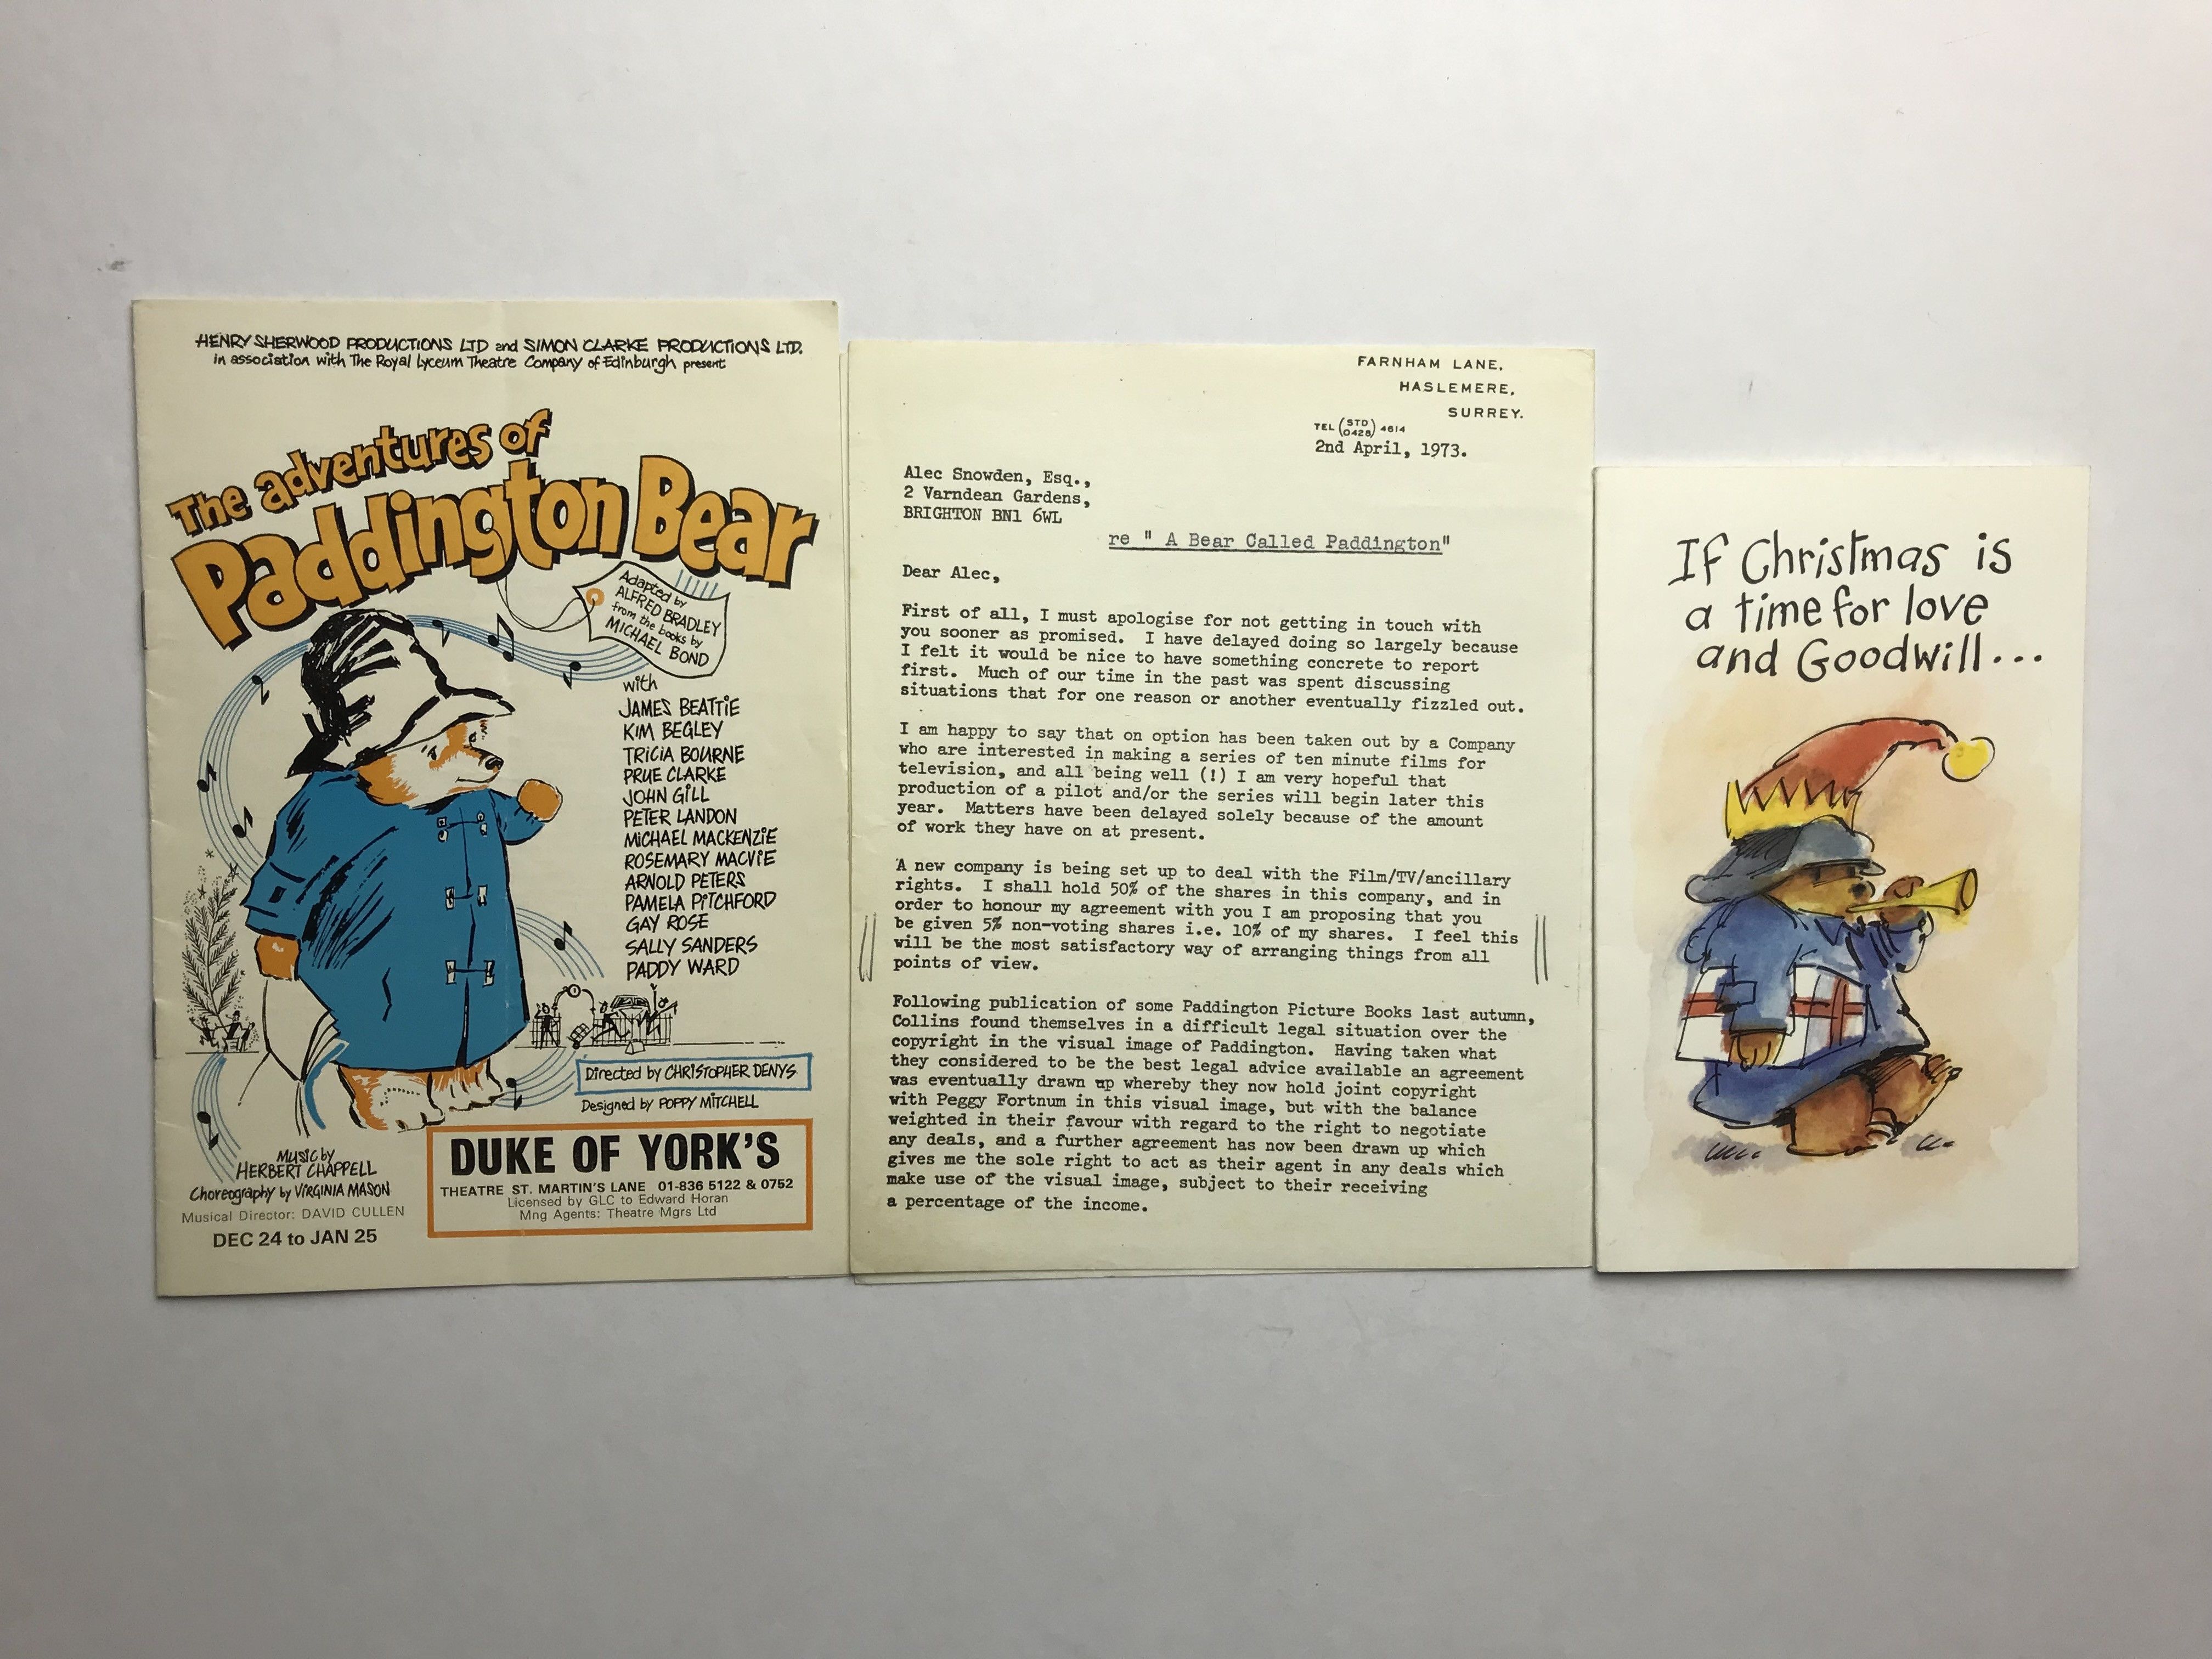 HENRY SHERWOOD PRODUCTIONS LTD and SIMON CLARKE PRODUCTIONS LTD.
in association with The Royal Lyceum Theatre Company of Edinburgh present
The adventures of
Paddington Bear
Adapted by
ALFRED BRADLEY
from the books by
MICHAEL BOND
with
JAMES BEATTIE
KIM BEGLEY
TRICIA BOURNE
PRUE CLARKE
JOHN GILL
PETER LANDON
MICHAEL MACKENZIE
ROSEMARY MACVIE
ARNOLD PETERS
PAMELA PITCHFORD
GAY ROSE
SALLY SANDERS
PADDY WARD
Directed by CHRISTOPHER DENYS
Designed by POPPY MITCHELL
Music by
HERBERT CHAPPELL
Choreography by VIRGINIA MASON
Musical Director: DAVID CULLEN
DEC 24 to JAN 25
DUKE OF YORK'S
THEATRE ST. MARTIN'S LANE 01-836 5122 & 0752
Licensed by GLC to Edward Horan
Mng Agents: Theatre Mgrs Ltd
FARNHAM LANE,
HASLEMERE,
SURREY.
TEL (STD 0428) 4614
2nd April, 1973.
Alec Snowden, Esq.,
2 Varndean Gardens,
BRIGHTON BN1 6WL
re " A Bear Called Paddington"
Dear Alec,
First of all, I must apologise for not getting in touch with
you sooner as promised. I have delayed doing so largely because
I felt it would be nice to have something concrete to report
first. Much of our time in the past was spent discussing
situations that for one reason or another eventually fizzled out.
I am happy to say that on option has been taken out by a Company
who are interested in making a series of ten minute films for
television, and all being well (!) I am very hopeful that
production of a pilot and/or the series will begin later this
year. Matters have been delayed solely because of the amount
of work they have on at present.
A new company is being set up to deal with the Film/TV/ancillary
rights. I shall hold 50% of the shares in this company, and in
order to honour my agreement with you I am proposing that you
be given 5% non-voting shares i.e. 10% of my shares. I feel this
will be the most satisfactory way of arranging things from all
points of view.
Following publication of some Paddington Picture Books last autumn,
Collins found themselves in a difficult legal situation over the
copyright in the visual image of Paddington. Having taken what
they considered to be the best legal advice available an agreement
was eventually drawn up whereby they now hold joint copyright
with Peggy Fortnum in this visual image, but with the balance
weighted in their favour with regard to the right to negotiate
any deals, and a further agreement has now been drawn up which
gives me the sole right to act as their agent in any deals which
make use of the visual image, subject to their receiving
a percentage of the income.
If Christmas is
a time for love
and Goodwill...